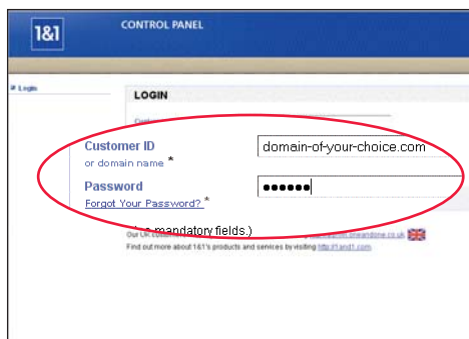 1&1
CONTROL PANEL
Login
LOGIN
Customer ID
domain-of-your-choice.com
or domain name *
Password
●●●●●●
Forgot Your Password? *
mandatory fields.)
Our UK
Find out more about 1&1's products and services by visiting http://1and1.com.